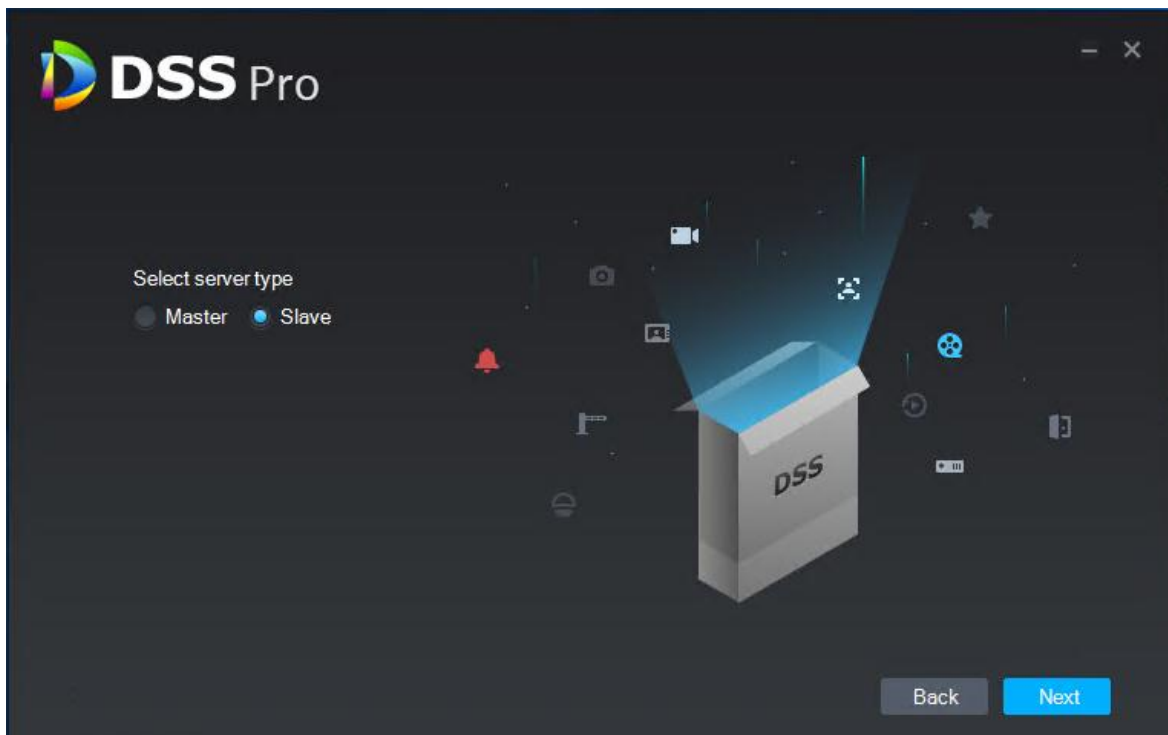 DSS Pro
Select server type
Master Slave
DSS
Back Next